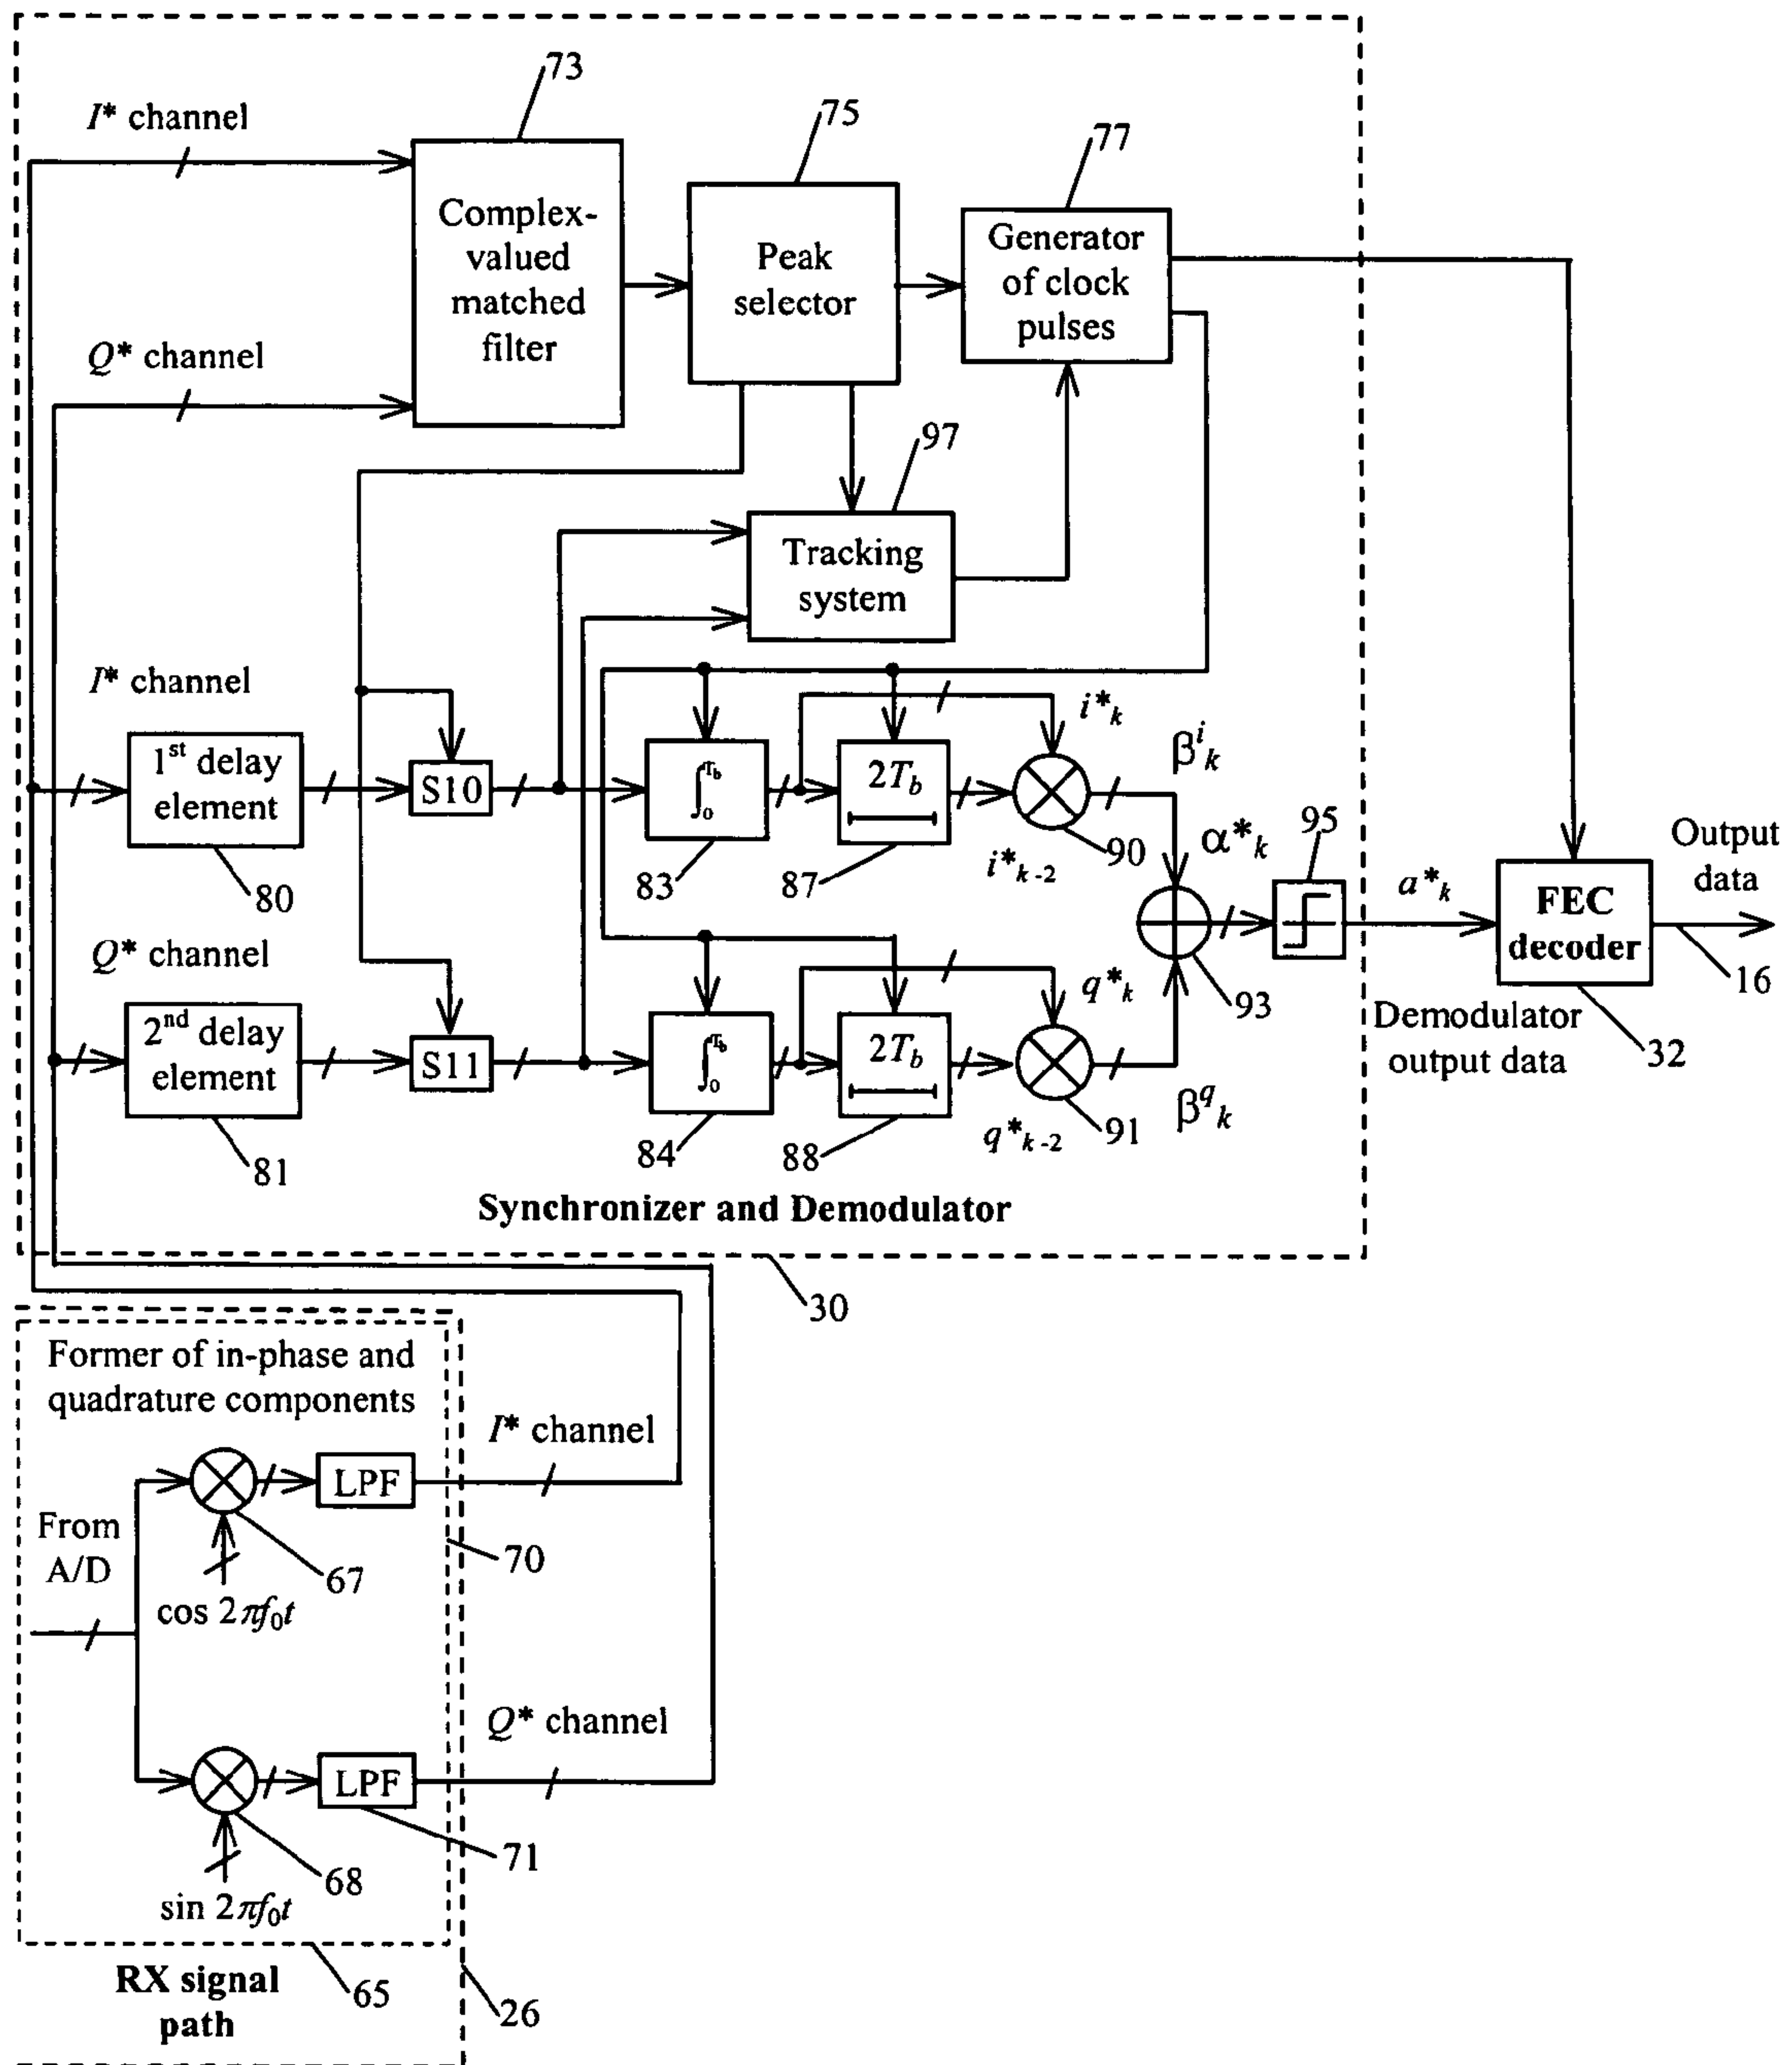 73
I* channel
75
77
Complex-
valued
matched
filter
Peak
selector
Generator
of clock
pulses
Q* channel
97
Tracking
system
I* channel
i*k
βik
1st delay
element
S10
∫0Tb
2Tb
90
α*k
95
Output
data
80
83
87
i*k-2
a*k
FEC
decoder
Q* channel
q*k
93
16
2nd delay
element
S11
∫0Tb
2Tb
Demodulator
output data
32
81
84
88
q*k-2
91
βqk
Synchronizer and Demodulator
30
Former of in-phase and
quadrature components
I* channel
LPF
From
A/D
67
70
cos 2πf0t
Q* channel
LPF
68
71
sin 2πf0t
RX signal
path
65
26